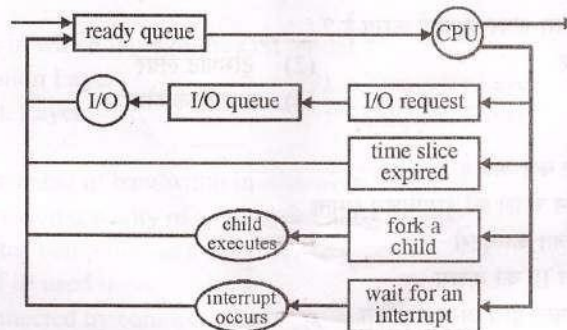 ready queue
CPU
I/O
I/O queue
I/O request
time slice
expired
child
executes
fork a
child
interrupt
occurs
wait for an
interrupt